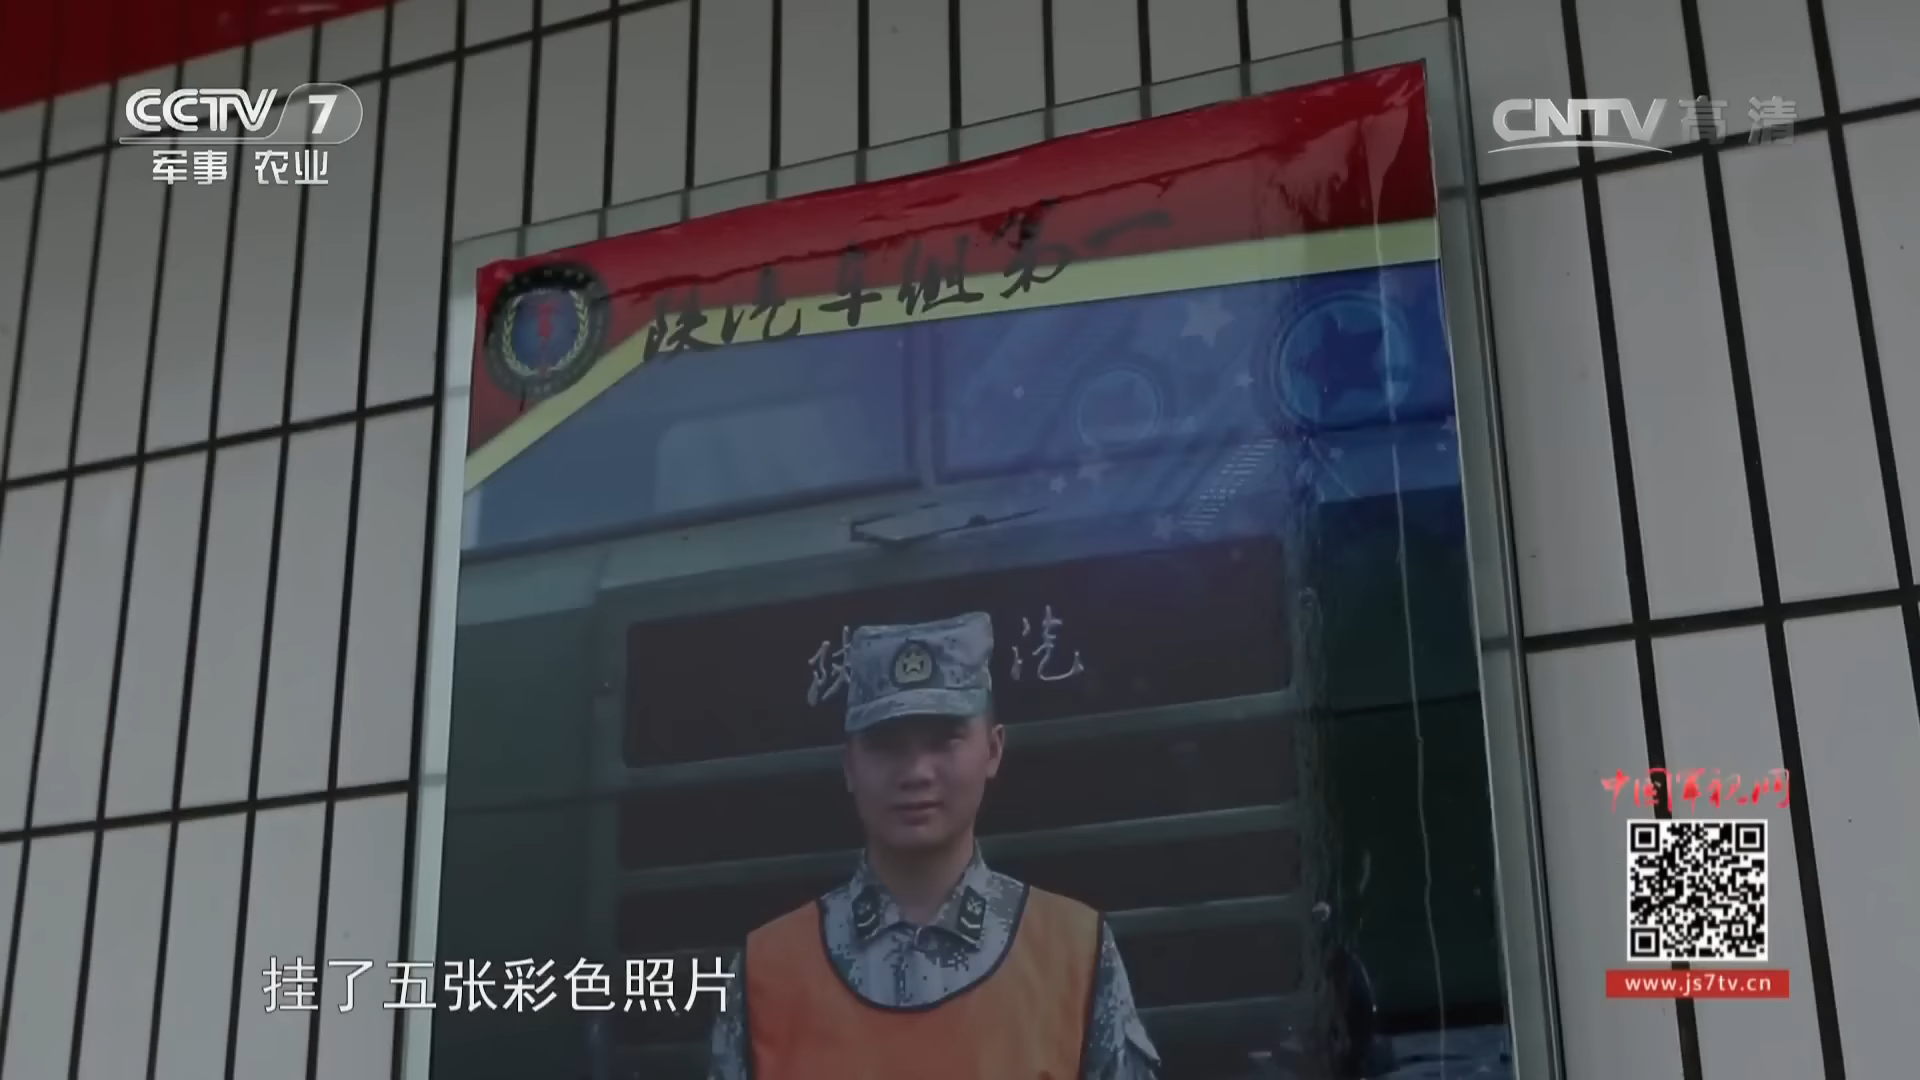 CCTV 7
军事 农业
CNTV 高清
陕汽车组第一
陕 汽
中国军视网
www.js7tv.cn
挂了五张彩色照片